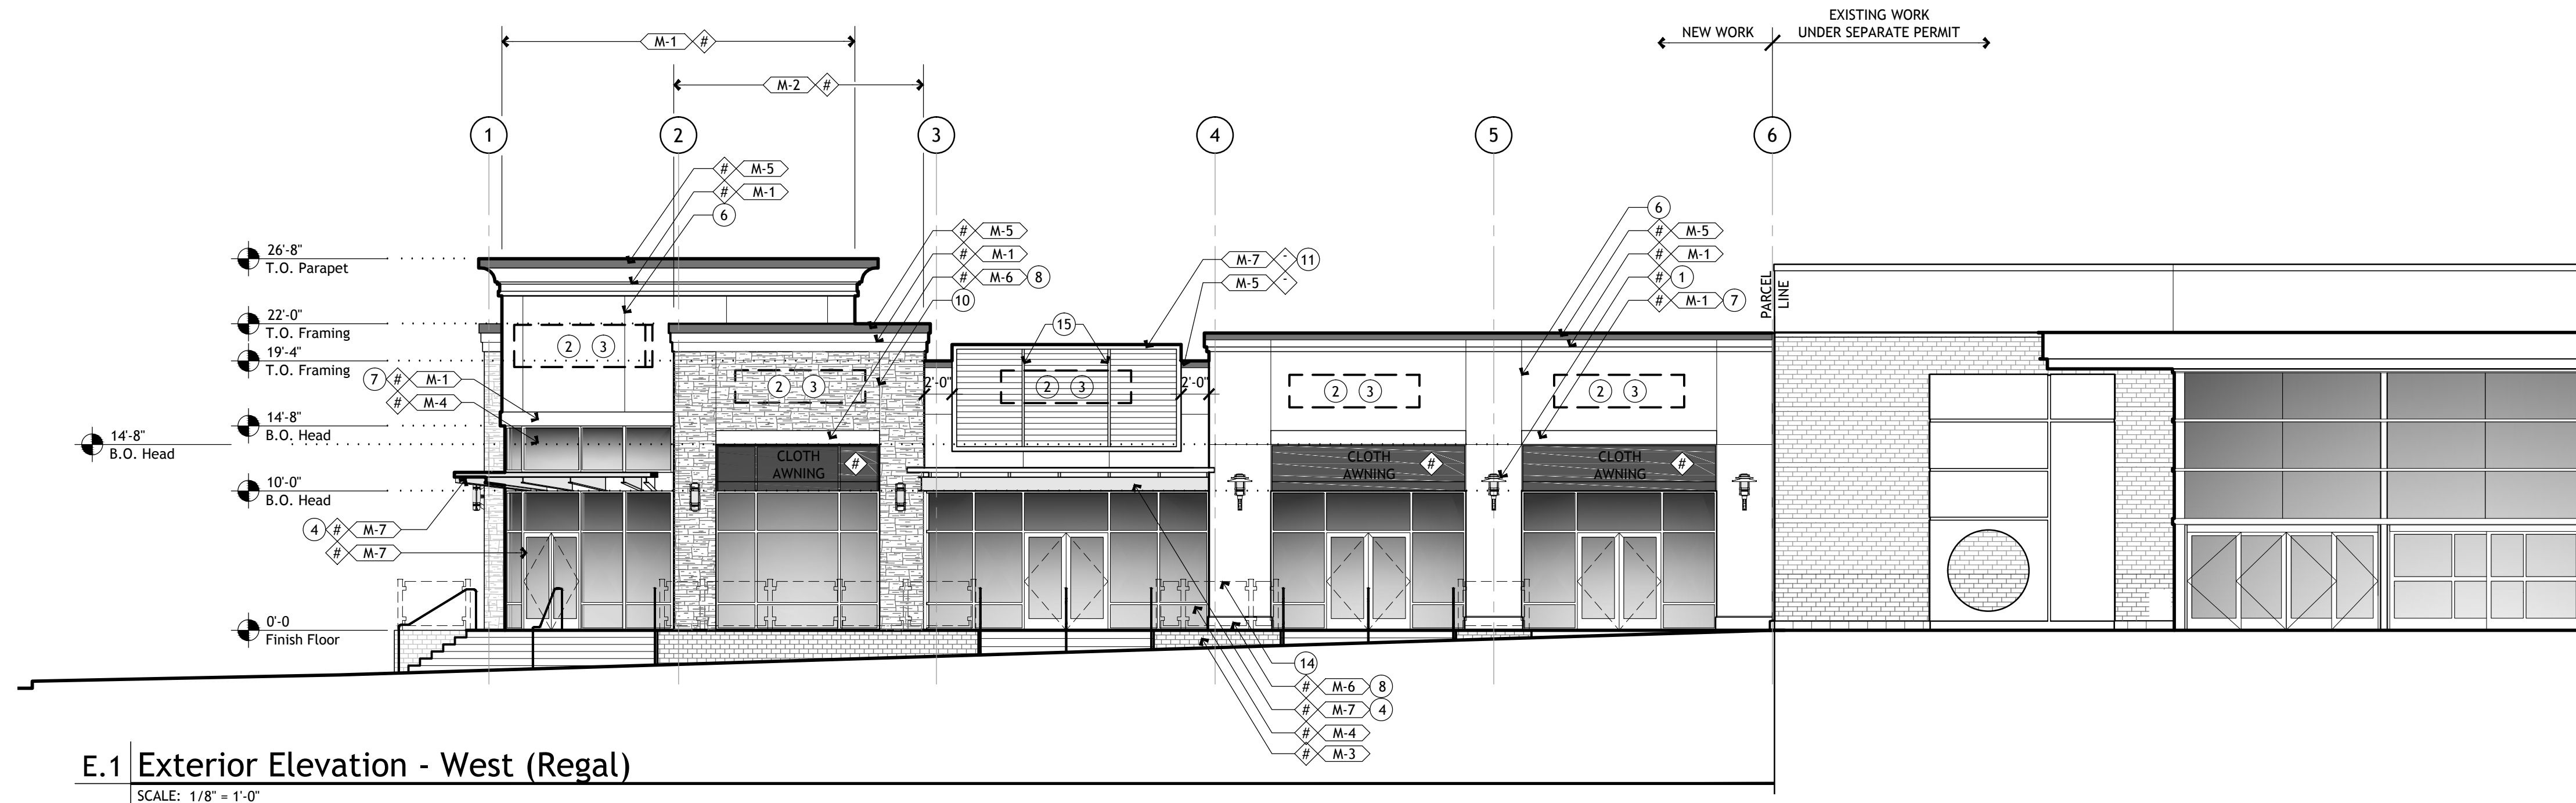 EXISTING WORK
NEW WORK
UNDER SEPARATE PERMIT
M-1 #
M-2 #
1
2
3
4
5
6
# M-5
# M-1
6
# M-5
# M-1
# M-6 8
10
M-7 - 11
M-5 -
6
# M-5
# M-1
# 1
# M-1 7
PARCEL
LINE
26'-8"
T.O. Parapet
22'-0"
T.O. Framing
19'-4"
T.O. Framing
14'-8"
B.O. Head
14'-8"
B.O. Head
10'-0"
B.O. Head
0'-0
Finish Floor
7 # M-1
# M-4
4 # M-7
# M-7
2 3
2 3
15
2'-0"
2 3
2'-0"
2 3
2 3
CLOTH
AWNING
#
CLOTH
AWNING
#
CLOTH
AWNING
#
14
# M-6 8
# M-7 4
# M-4
# M-3
E.1 Exterior Elevation - West (Regal)
SCALE: 1/8" = 1'-0"